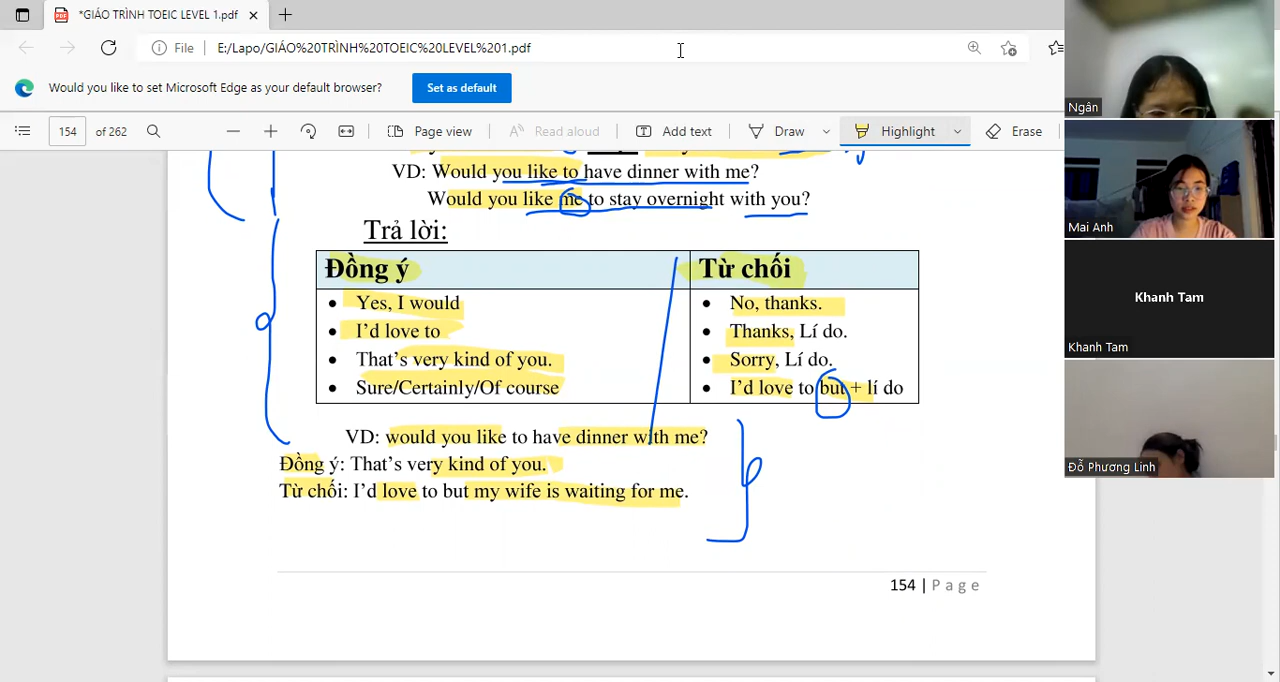 *GIÁO TRÌNH TOEIC LEVEL 1.pdf
File E:/Lapo/GIÁO%20TRÌNH%20TOEIC%20LEVEL%201.pdf
Would you like to set Microsoft Edge as your default browser? Set as default
154 of 262 Page view Read aloud Add text Draw Highlight Erase
VD: Would you like to have dinner with me?
Would you like me to stay overnight with you?
Trả lời:
Đồng ý Từ chối
• Yes, I would • No, thanks.
• I'd love to • Thanks, Lí do.
• That's very kind of you. • Sorry, Lí do.
• Sure/Certainly/Of course • I'd love to but + lí do
VD: would you like to have dinner with me?
Đồng ý: That's very kind of you.
Từ chối: I'd love to but my wife is waiting for me.
154 | Page
Ngân
Mai Anh
Khanh Tam
Khanh Tam
Đỗ Phương Linh